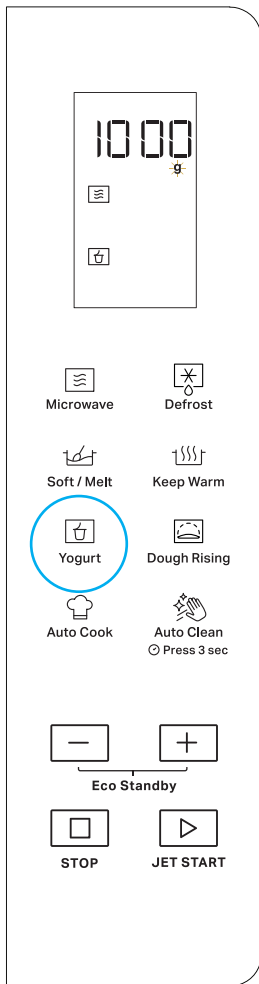 1000
g
Microwave Defrost
Soft / Melt Keep Warm
Yogurt Dough Rising
Auto Cook Auto Clean
Press 3 sec
Eco Standby
STOP JET START